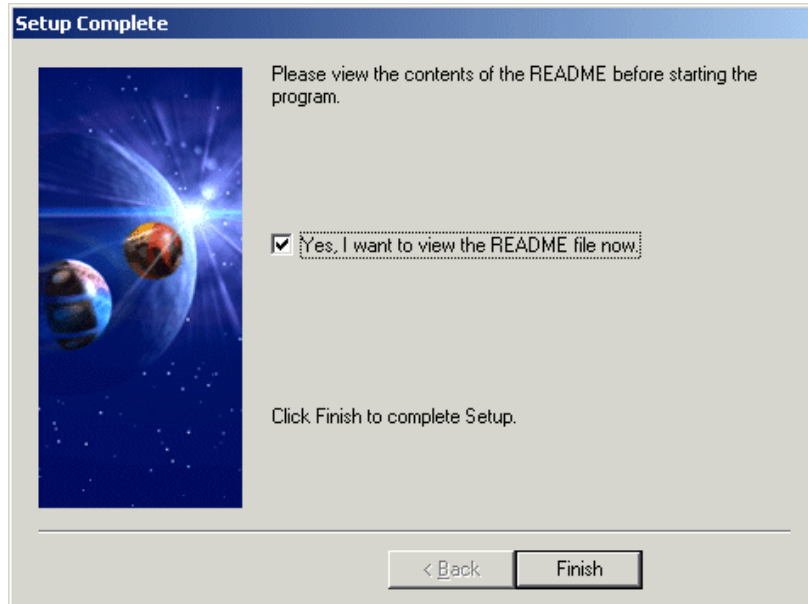 Setup Complete
Please view the contents of the README before starting the
program.
Yes, I want to view the README file now.
Click Finish to complete Setup.
< Back
Finish